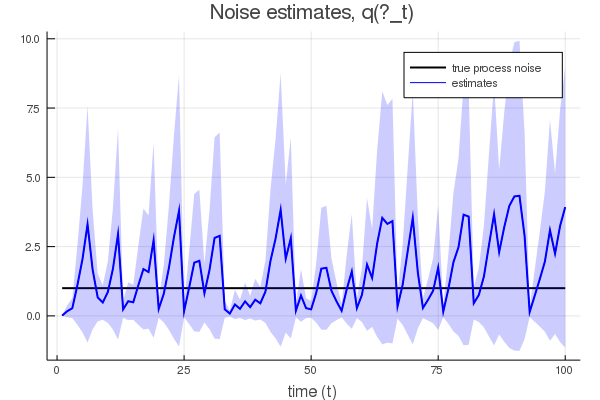 Noise estimates, q(?_t)
10.0
7.5
5.0
2.5
0.0
true process noise
estimates
0 25 50 75 100
time (t)